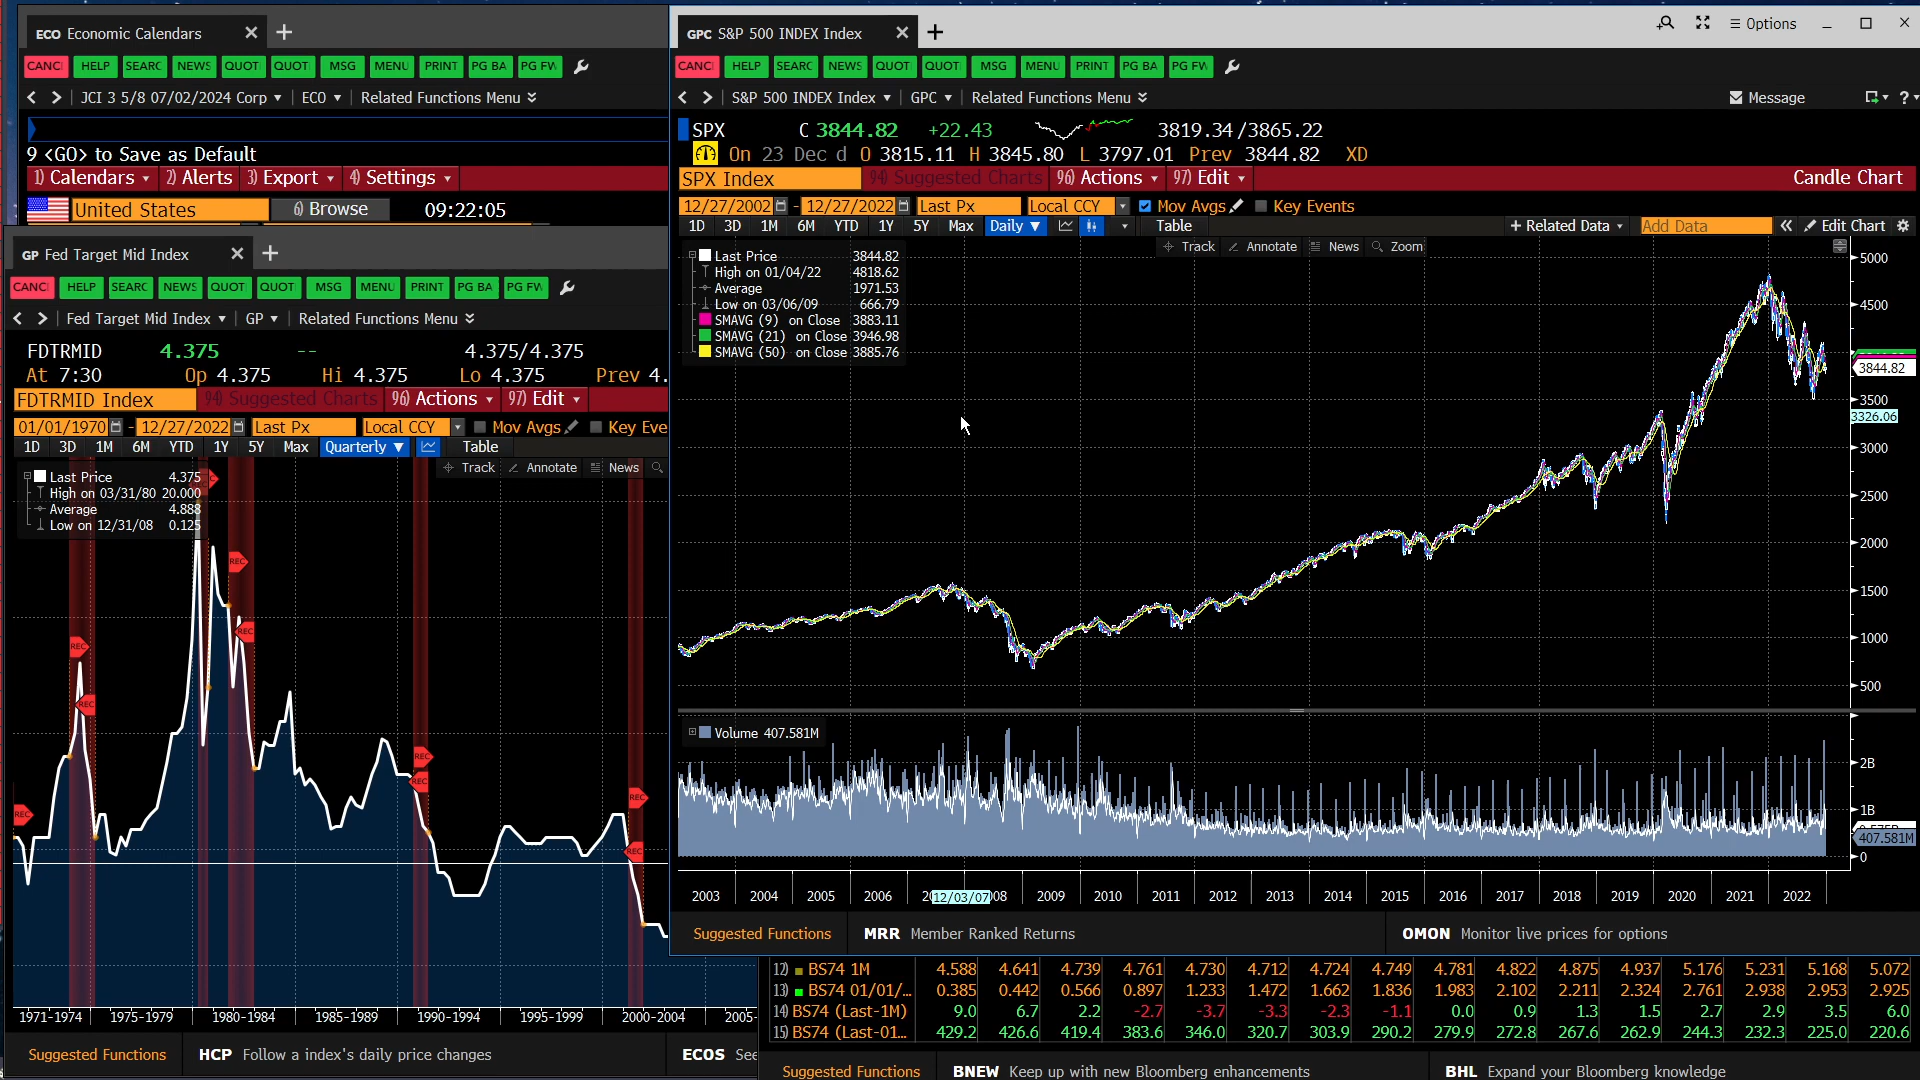 ECO Economic Calendars
CANC HELP SEARC NEWS QUOT QUOT MSG MENU PRINT PG BA PG FW
JCI 3 5/8 07/02/2024 Corp ECO Related Functions Menu
9 <GO> to Save as Default
1) Calendars 2) Alerts 3) Export 4) Settings
United States 6) Browse 09:22:05
GP Fed Target Mid Index
CANC HELP SEARC NEWS QUOT QUOT MSG MENU PRINT PG BA PG FW
Fed Target Mid Index GP Related Functions Menu
FDTRMID 4.375 -- 4.375/4.375
At 7:30 Op 4.375 Hi 4.375 Lo 4.375 Prev 4.
FDTRMID Index 94) Suggested Charts 96) Actions 97) Edit
01/01/1970 - 12/27/2022 Last Px Local CCY Mov Avgs Key Eve
1D 3D 1M 6M YTD 1Y 5Y Max Quarterly Table
Track Annotate News
Last Price 4.375
High on 03/31/80 20.000
Average 4.888
Low on 12/31/08 0.125
REC
REC
REC
REC
REC
REC
REC
REC
REC
REC
1971-1974 1975-1979 1980-1984 1985-1989 1990-1994 1995-1999 2000-2004 2005-
Suggested Functions HCP Follow a index's daily price changes ECOS See
GPC S&P 500 INDEX Index
Options
CANC HELP SEARC NEWS QUOT QUOT MSG MENU PRINT PG BA PG FW
S&P 500 INDEX Index GPC Related Functions Menu Message ?
SPX C 3844.82 +22.43 3819.34/3865.22
On 23 Dec d O 3815.11 H 3845.80 L 3797.01 Prev 3844.82 XD
SPX Index 94) Suggested Charts 96) Actions 97) Edit Candle Chart
12/27/2002 - 12/27/2022 Last Px Local CCY Mov Avgs Key Events
1D 3D 1M 6M YTD 1Y 5Y Max Daily Table + Related Data Add Data « Edit Chart
Track Annotate News Zoom
Last Price 3844.82
High on 01/04/22 4818.62
Average 1971.53
Low on 03/06/09 666.79
SMAVG (9) on Close 3883.11
SMAVG (21) on Close 3946.98
SMAVG (50) on Close 3885.76
5000
4500
3844.82
3500
3326.06
3000
2500
2000
1500
1000
500
Volume 407.581M
2B
1B
407.581M
0
2003 2004 2005 2006 12/03/07 08 2009 2010 2011 2012 2013 2014 2015 2016 2017 2018 2019 2020 2021 2022
Suggested Functions MRR Member Ranked Returns OMON Monitor live prices for options
12) BS74 1M 4.588 4.641 4.739 4.761 4.730 4.712 4.724 4.749 4.781 4.822 4.875 4.937 5.176 5.231 5.168 5.072
13) BS74 01/01/... 0.385 0.442 0.566 0.897 1.233 1.472 1.662 1.836 1.983 2.102 2.211 2.324 2.761 2.938 2.953 2.925
14) BS74 (Last-1M) 9.0 6.7 2.2 -2.7 -3.7 -3.3 -2.3 -1.1 0.0 0.9 1.3 1.5 2.7 2.9 3.5 6.0
15) BS74 (Last-01... 429.2 426.6 419.4 383.6 346.0 320.7 303.9 290.2 279.9 272.8 267.6 262.9 244.3 232.3 225.0 220.6
Suggested Functions BNEW Keep up with new Bloomberg enhancements BHL Expand your Bloomberg knowledge